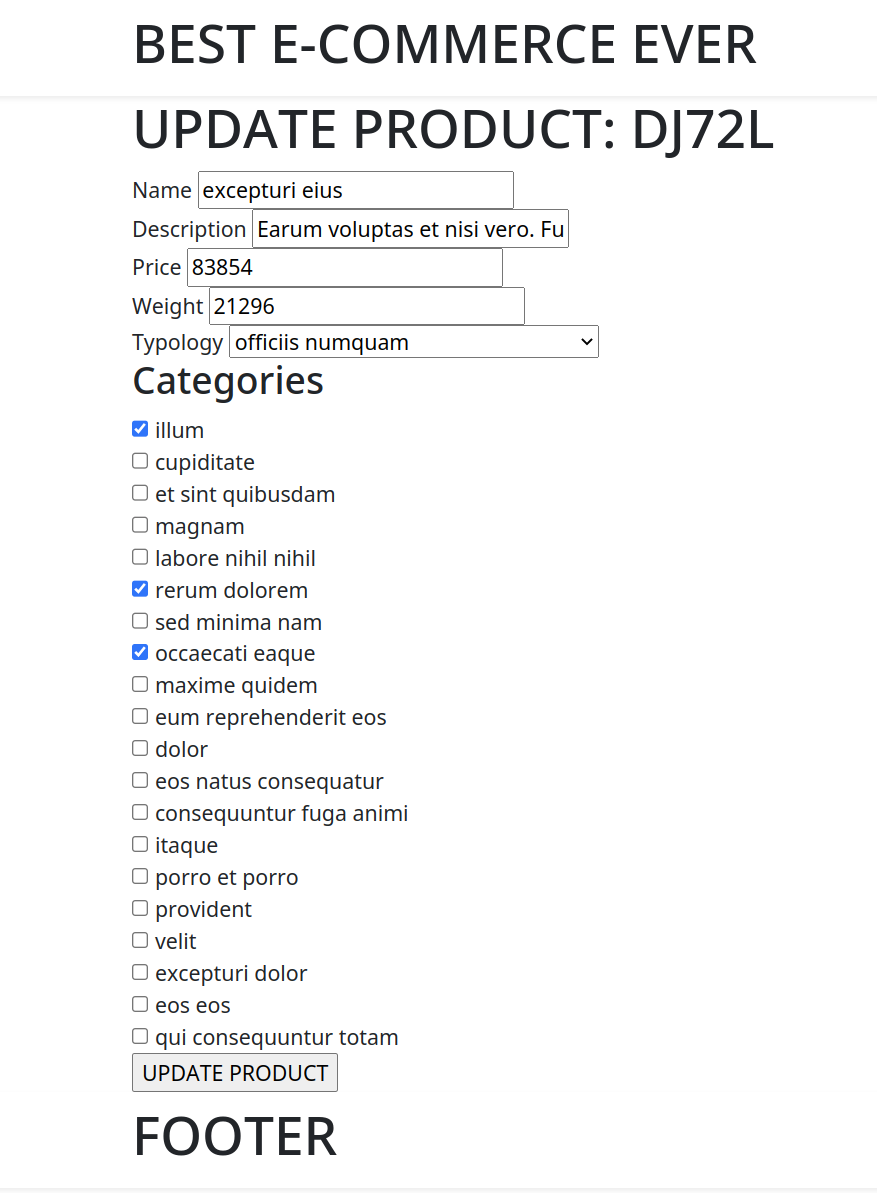 BEST E-COMMERCE EVER
UPDATE PRODUCT: DJ72L
Name excepturi eius
Description Earum voluptas et nisi vero. Fu
Price 83854
Weight 21296
Typology officiis numquam
Categories
illum
cupiditate
et sint quibusdam
magnam
labore nihil nihil
rerum dolorem
sed minima nam
occaecati eaque
maxime quidem
eum reprehenderit eos
dolor
eos natus consequatur
consequuntur fuga animi
itaque
porro et porro
provident
velit
excepturi dolor
eos eos
qui consequuntur totam
UPDATE PRODUCT
FOOTER